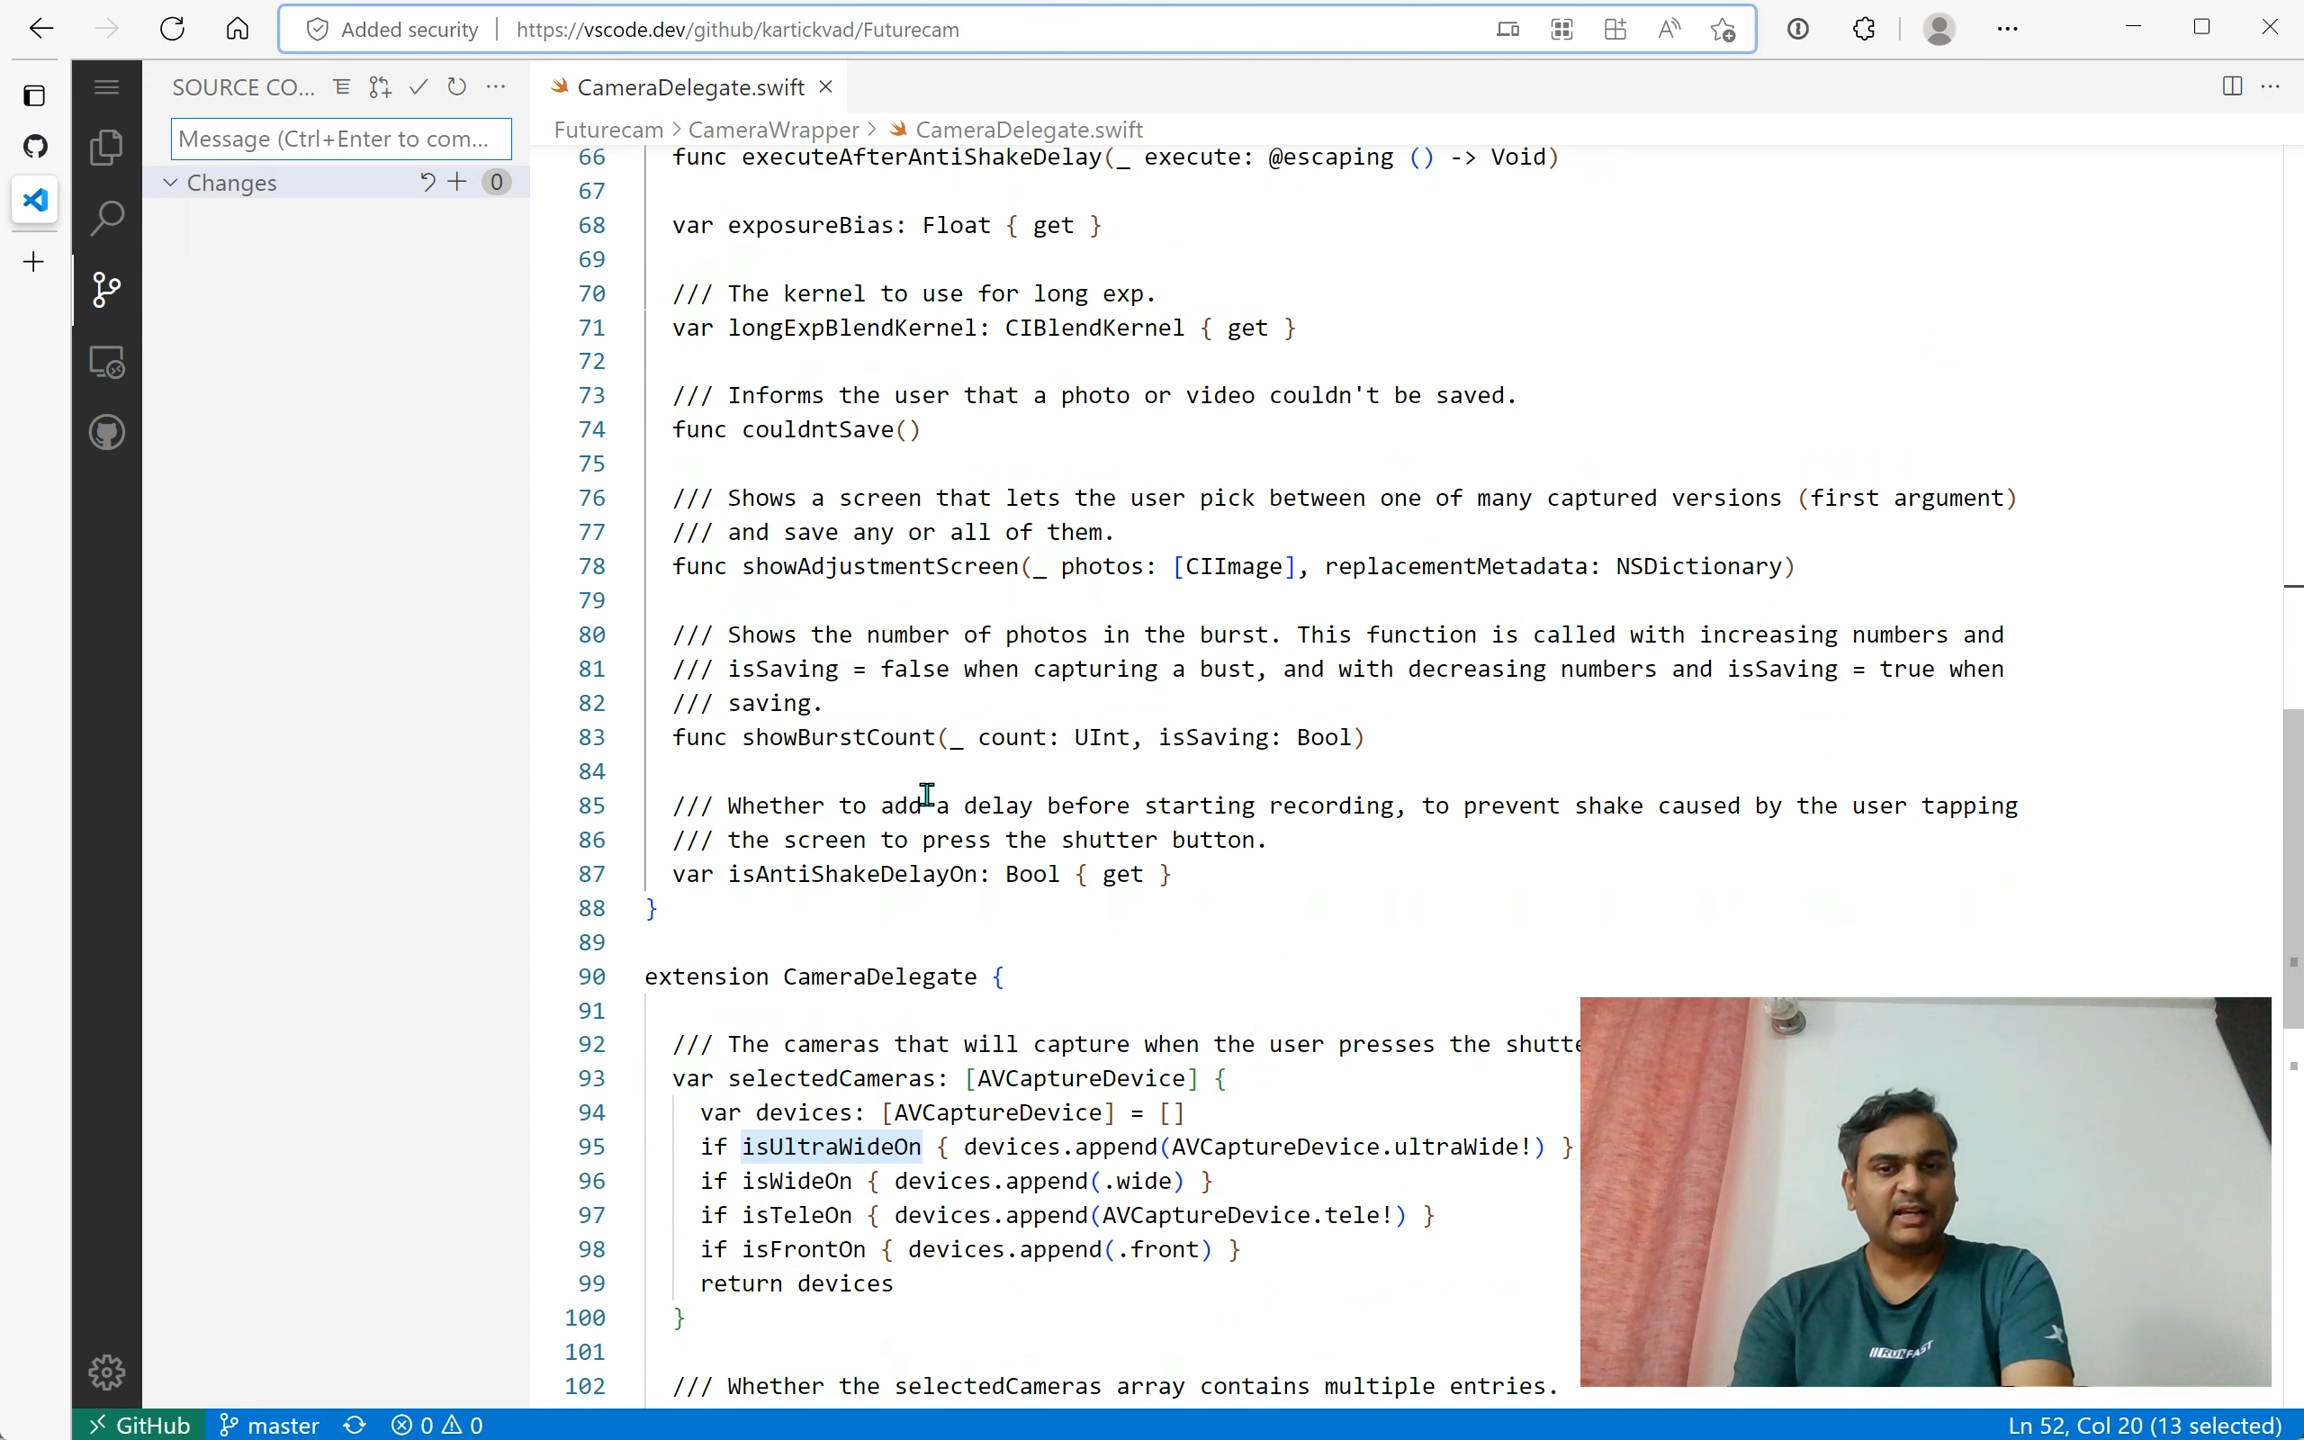 Added security
https://vscode.dev/github/kartickvad/Futurecam
SOURCE CO...
CameraDelegate.swift
Message (Ctrl+Enter to com...
Futurecam > CameraWrapper > CameraDelegate.swift
Changes
0
66 func executeAfterAntiShakeDelay(_ execute: @escaping () -> Void)
67
68 var exposureBias: Float { get }
69
70 /// The kernel to use for long exp.
71 var longExpBlendKernel: CIBlendKernel { get }
72
73 /// Informs the user that a photo or video couldn't be saved.
74 func couldntSave()
75
76 /// Shows a screen that lets the user pick between one of many captured versions (first argument)
77 /// and save any or all of them.
78 func showAdjustmentScreen(_ photos: [CIImage], replacementMetadata: NSDictionary)
79
80 /// Shows the number of photos in the burst. This function is called with increasing numbers and
81 /// isSaving = false when capturing a bust, and with decreasing numbers and isSaving = true when
82 /// saving.
83 func showBurstCount(_ count: UInt, isSaving: Bool)
84
85 /// Whether to add a delay before starting recording, to prevent shake caused by the user tapping
86 /// the screen to press the shutter button.
87 var isAntiShakeDelayOn: Bool { get }
88 }
89
90 extension CameraDelegate {
91
92 /// The cameras that will capture when the user presses the shutte
93 var selectedCameras: [AVCaptureDevice] {
94 var devices: [AVCaptureDevice] = []
95 if isUltraWideOn { devices.append(AVCaptureDevice.ultraWide!) }
96 if isWideOn { devices.append(.wide) }
97 if isTeleOn { devices.append(AVCaptureDevice.tele!) }
98 if isFrontOn { devices.append(.front) }
99 return devices
100 }
101
102 /// Whether the selectedCameras array contains multiple entries.
RUNFAST
GitHub
master
0 0
Ln 52, Col 20 (13 selected)